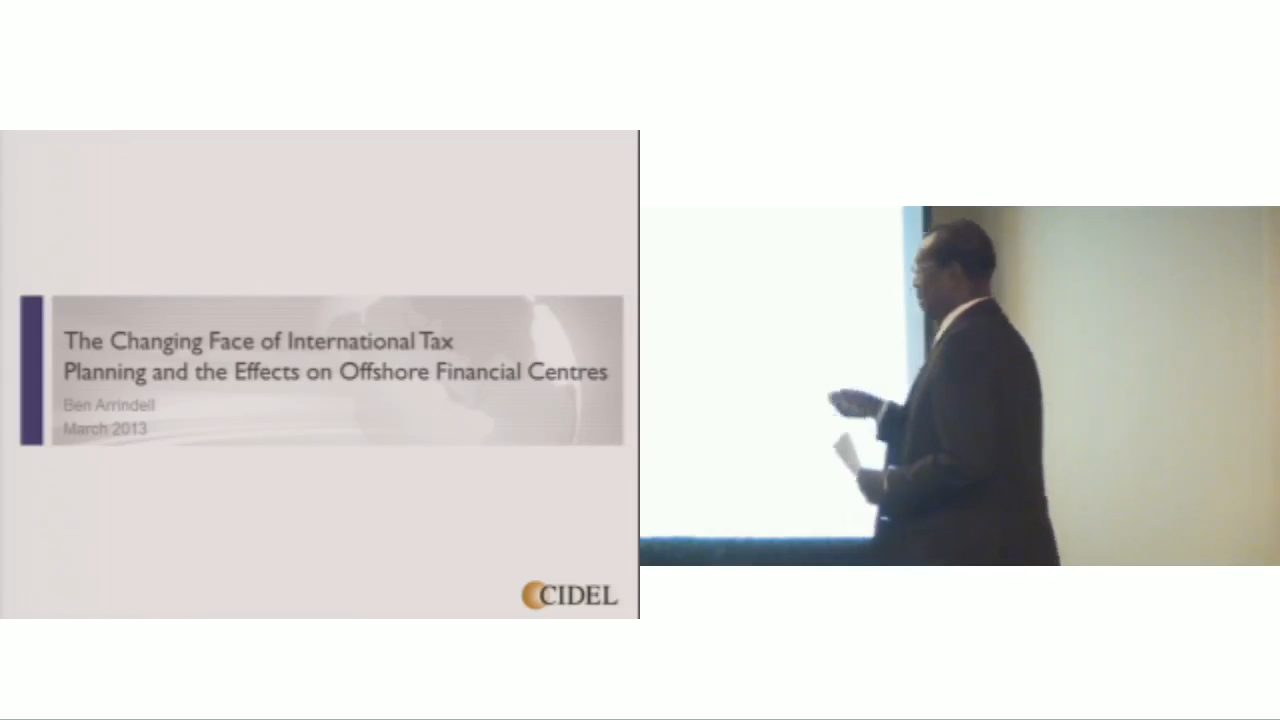 The Changing Face of International Tax
Planning and the Effects on Offshore Financial Centres
Ben Arrindell
March 2013
CIDEL